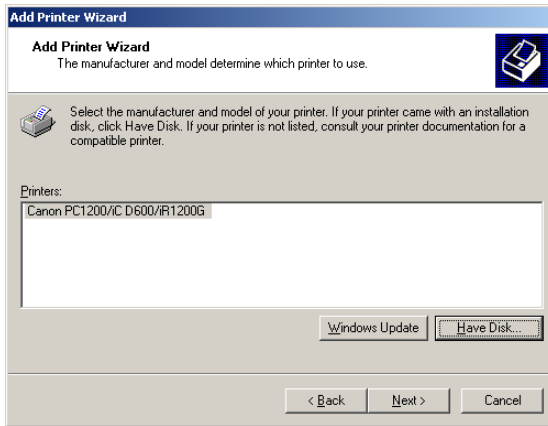 Add Printer Wizard
Add Printer Wizard
The manufacturer and model determine which printer to use.
Select the manufacturer and model of your printer. If your printer came with an installation
disk, click Have Disk. If your printer is not listed, consult your printer documentation for a
compatible printer.
Printers:
Canon PC1200/iC D600/iR1200G
Windows Update
Have Disk...
< Back
Next >
Cancel